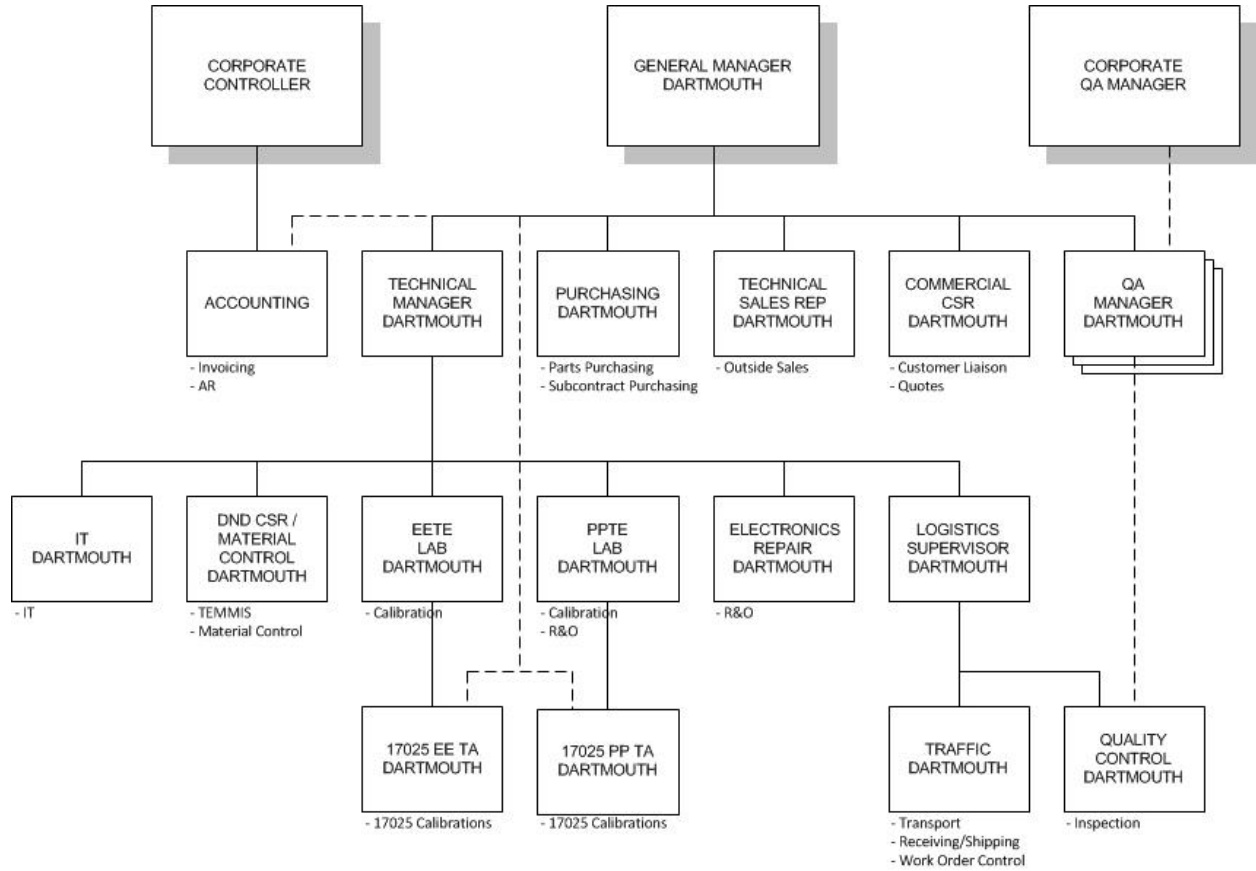 CORPORATE
CONTROLLER
GENERAL MANAGER
DARTMOUTH
CORPORATE
QA MANAGER
ACCOUNTING
- Invoicing
- AR
TECHNICAL
MANAGER
DARTMOUTH
PURCHASING
DARTMOUTH
- Parts Purchasing
- Subcontract Purchasing
TECHNICAL
SALES REP
DARTMOUTH
- Outside Sales
COMMERCIAL
CSR
DARTMOUTH
- Customer Liaison
- Quotes
QA
MANAGER
DARTMOUTH
IT
DARTMOUTH
- IT
DND CSR /
MATERIAL
CONTROL
DARTMOUTH
- TEMMIS
- Material Control
EETE
LAB
DARTMOUTH
- Calibration
PPTE
LAB
DARTMOUTH
- Calibration
- R&O
ELECTRONICS
REPAIR
DARTMOUTH
- R&O
LOGISTICS
SUPERVISOR
DARTMOUTH
17025 EE TA
DARTMOUTH
- 17025 Calibrations
17025 PP TA
DARTMOUTH
- 17025 Calibrations
TRAFFIC
DARTMOUTH
- Transport
- Receiving/Shipping
- Work Order Control
QUALITY
CONTROL
DARTMOUTH
- Inspection